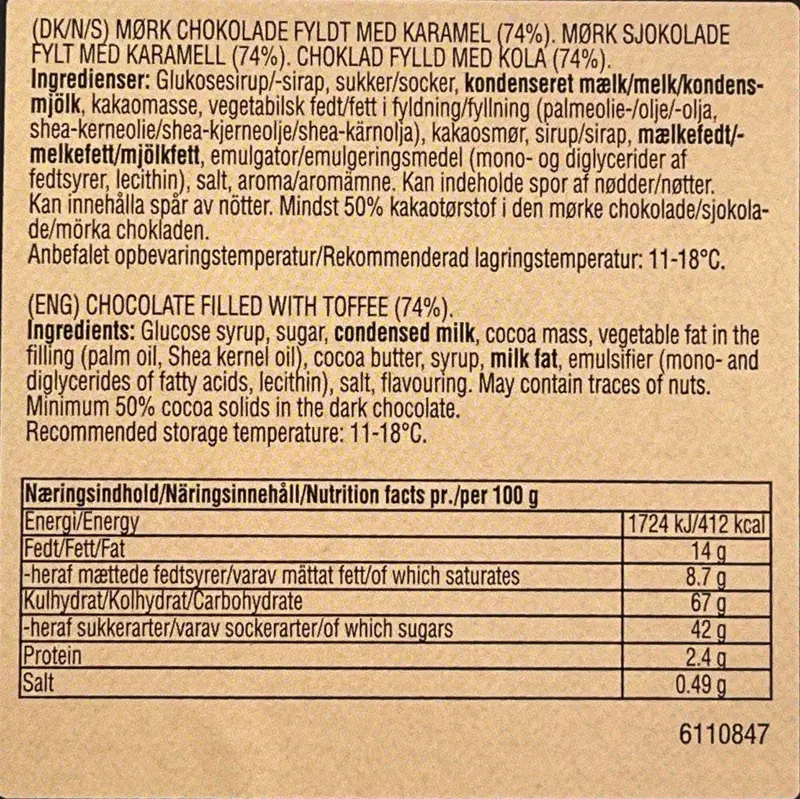 (DK/N/S) MØRK CHOKOLADE FYLDT MED KARAMEL (74%). MØRK SJOKOLADE
FYLT MED KARAMELL (74%). CHOKLAD FYLLD MED KOLA (74%).
Ingredienser: Glukosesirup/-sirap, sukker/socker, kondenseret mælk/melk/kondens-
mjölk, kakaomasse, vegetabilsk fedt/fett i fyldning/fyllning (palmeolie-/olje/-olja,
shea-kerneolie/shea-kjerneolje/shea-kärnolja), kakaosmør, sirup/sirap, mælkefedt/-
melkefett/mjölkfett, emulgator/emulgeringsmedel (mono- og diglycerider af
fedtsyrer, lecithin), salt, aroma/aromämne. Kan indeholde spor af nødder/nøtter.
Kan innehålla spår av nötter. Mindst 50% kakaotørstof i den mørke chokolade/sjokola-
de/mörka chokladen.
Anbefalet opbevaringstemperatur/Rekommenderad lagringstemperatur: 11-18°C.
(ENG) CHOCOLATE FILLED WITH TOFFEE (74%).
Ingredients: Glucose syrup, sugar, condensed milk, cocoa mass, vegetable fat in the
filling (palm oil, Shea kernel oil), cocoa butter, syrup, milk fat, emulsifier (mono- and
diglycerides of fatty acids, lecithin), salt, flavouring. May contain traces of nuts.
Minimum 50% cocoa solids in the dark chocolate.
Recommended storage temperature: 11-18°C.
Næringsindhold/Näringsinnehåll/Nutrition facts pr./per 100 g
Energi/Energy 1724 kJ/412 kcal
Fedt/Fett/Fat 14 g
-heraf mættede fedtsyrer/varav mättat fett/of which saturates 8.7 g
Kulhydrat/Kolhydrat/Carbohydrate 67 g
-heraf sukkerarter/varav sockerarter/of which sugars 42 g
Protein 2.4 g
Salt 0.49 g
6110847